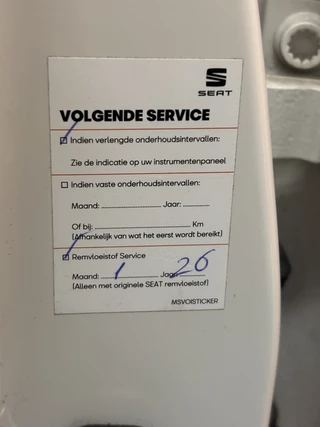 SEAT
VOLGENDE SERVICE
Indien verlengde onderhoudsintervallen:
Zie de indicatie op uw instrumentenpaneel
Indien vaste onderhoudsintervallen:
Maand: Jaar:
Of bij: Km
(Afhankelijk van wat het eerst wordt bereikt)
Remvloeistof Service
Maand: 1 Jaar: 26
(Alleen met originele SEAT remvloeistof)
MSVOISTICKER